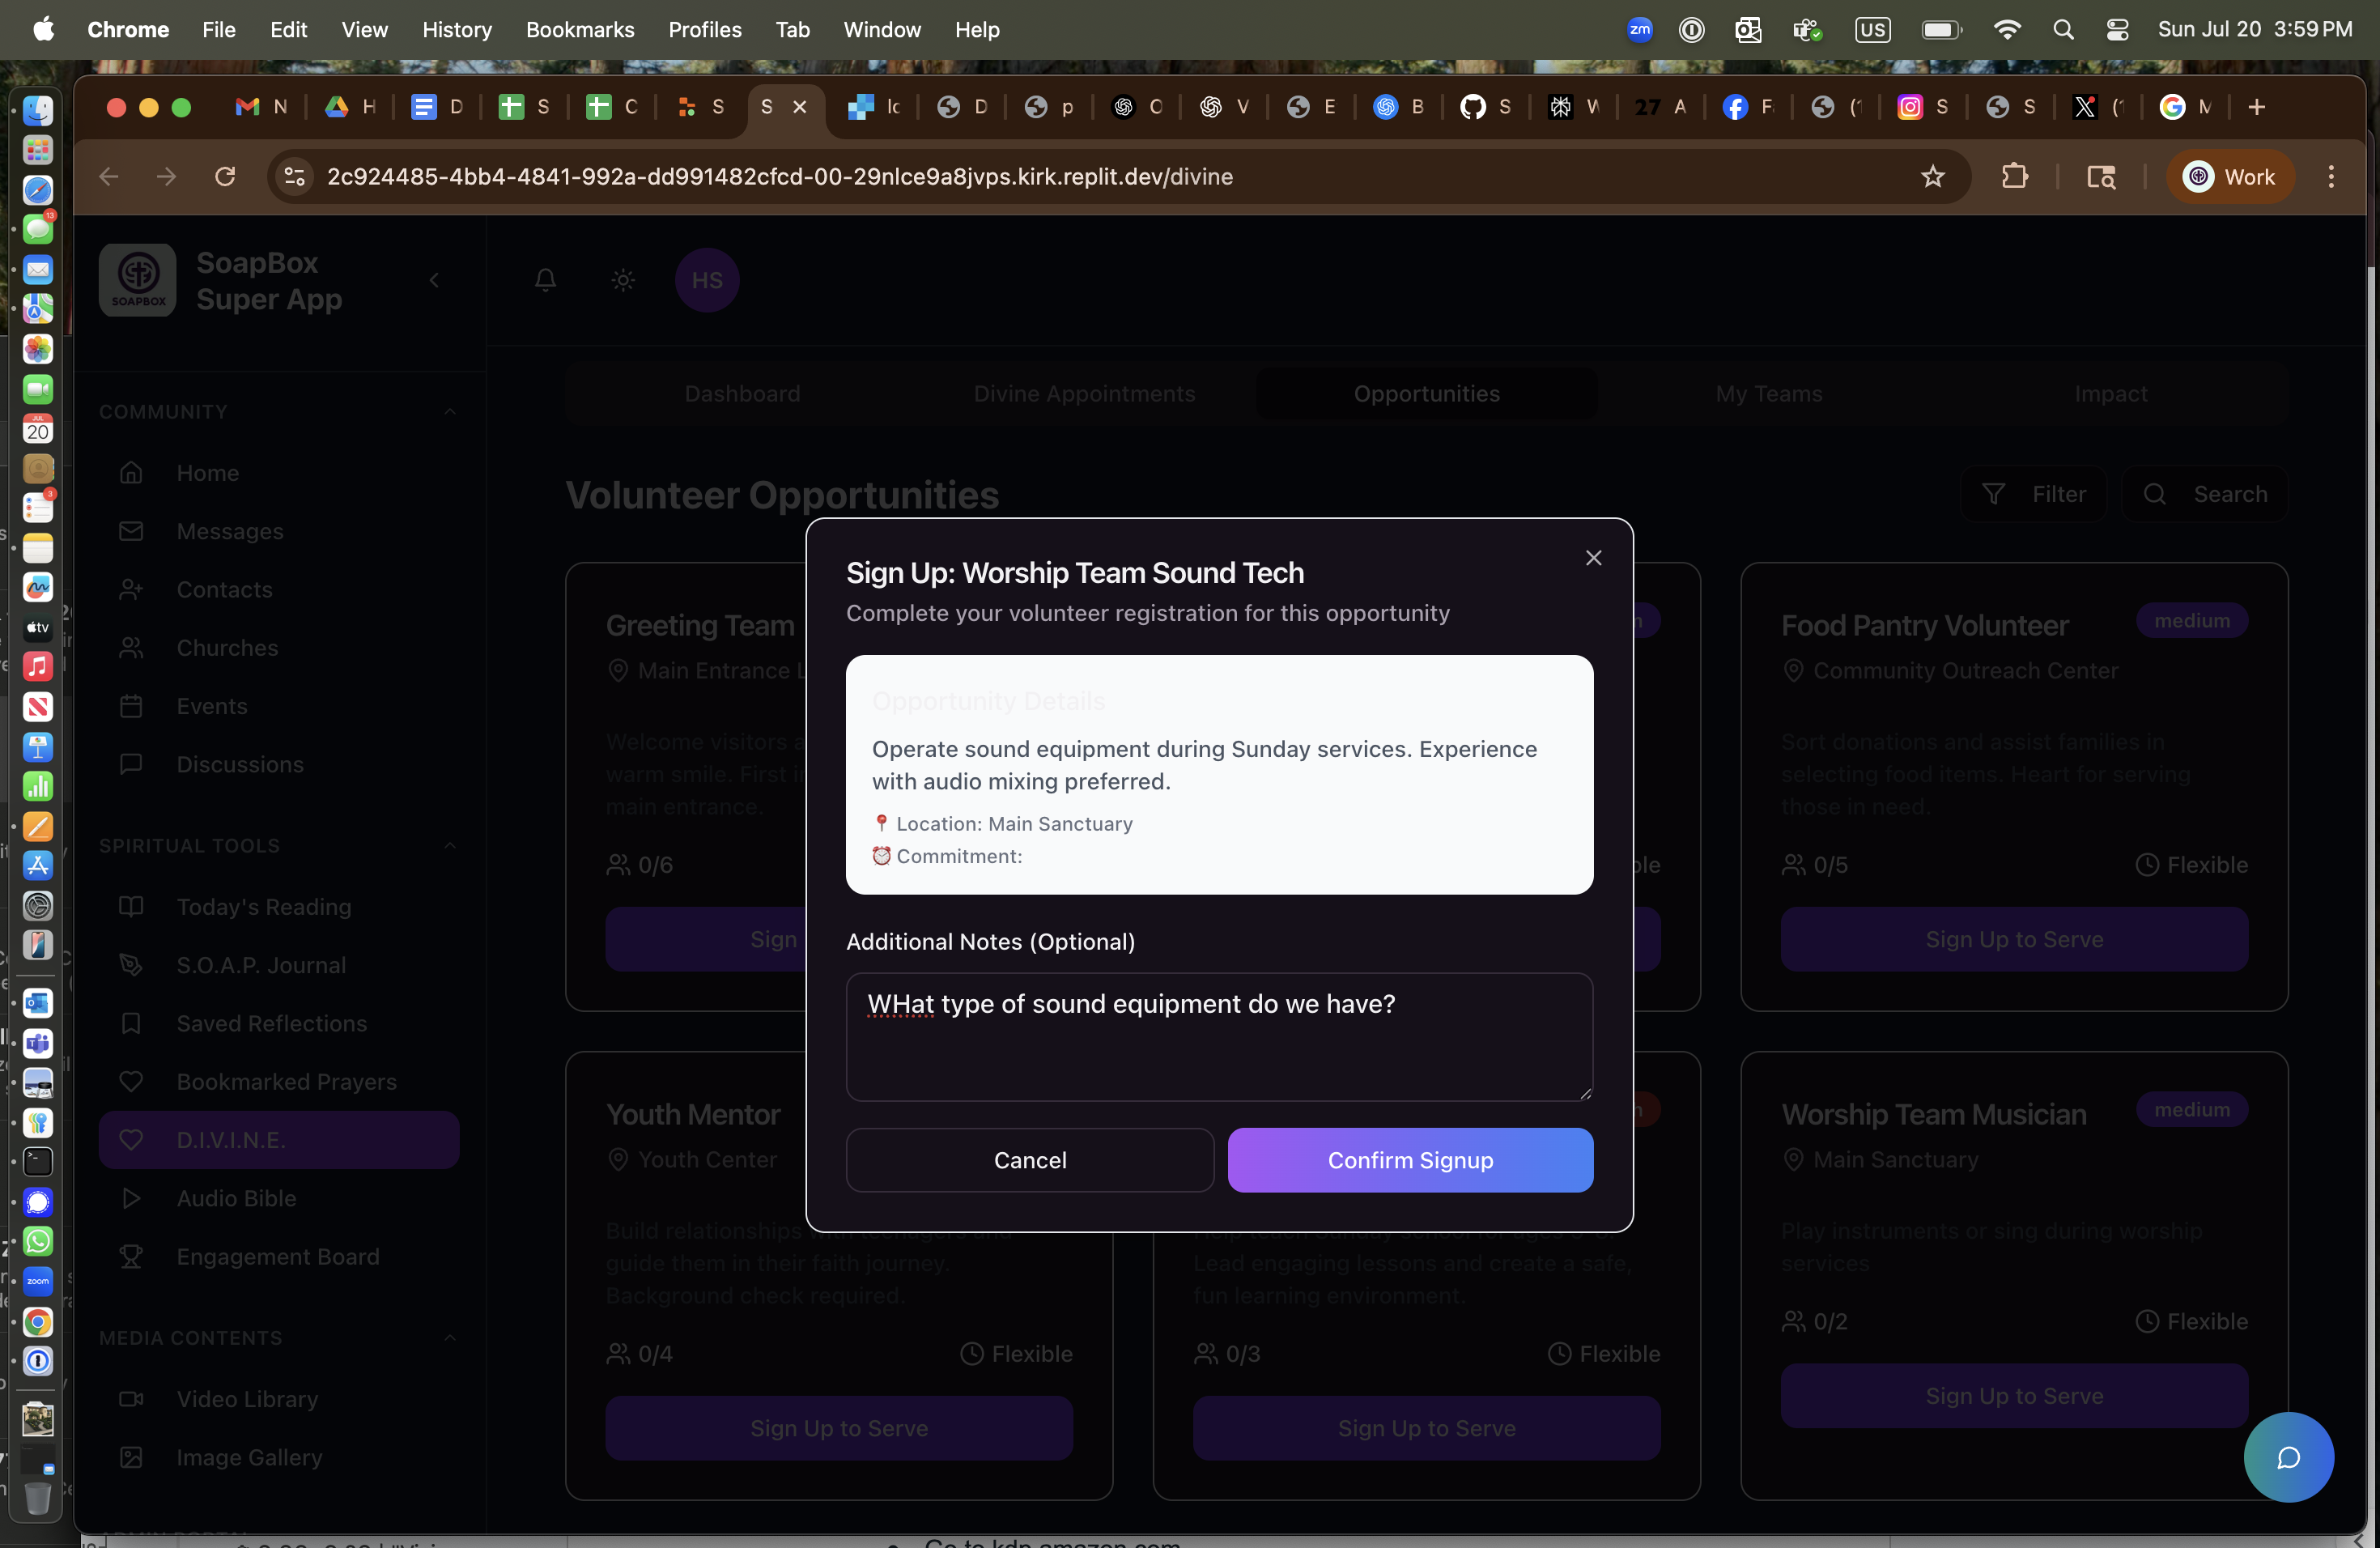 Chrome File Edit View History Bookmarks Profiles Tab Window Help
zm US Sun Jul 20 3:59 PM
N H D S C S S D p O V E B S W 27 A F S S M
2c924485-4bb4-4841-992a-dd991482cfcd-00-29nlce9a8jvps.kirk.replit.dev/divine
Work
SOAPBOX
SoapBox
Super App
HS
COMMUNITY
Home
Messages
Contacts
Churches
Events
Discussions
SPIRITUAL TOOLS
Today's Reading
S.O.A.P. Journal
Saved Reflections
Bookmarked Prayers
D.I.V.I.N.E.
Audio Bible
Engagement Board
MEDIA CONTENTS
Video Library
Image Gallery
Dashboard Divine Appointments Opportunities My Teams Impact
Volunteer Opportunities
Filter Search
Greeting Team
Main Entrance
Welcome visitors
warm smile. First
main entrance.
0/6
Sign
Food Pantry Volunteer medium
Community Outreach Center
Sort donations and assist families in
selecting food items. Heart for serving
those in need.
0/5 Flexible
Sign Up to Serve
Sign Up: Worship Team Sound Tech
Complete your volunteer registration for this opportunity
Opportunity Details
Operate sound equipment during Sunday services. Experience
with audio mixing preferred.
Location: Main Sanctuary
Commitment:
Additional Notes (Optional)
WHat type of sound equipment do we have?
Cancel Confirm Signup
Youth Mentor
Youth Center
Build relationships with teenagers and
guide them in their faith journey.
Background check required.
0/4 Flexible
Sign Up to Serve
Lead engaging lessons and create a safe,
fun learning environment.
0/3 Flexible
Sign Up to Serve
Worship Team Musician medium
Main Sanctuary
Play instruments or sing during worship
services
0/2 Flexible
Sign Up to Serve
13
JUL
20
3
tv
zoom
Go to kdp.amazon.com